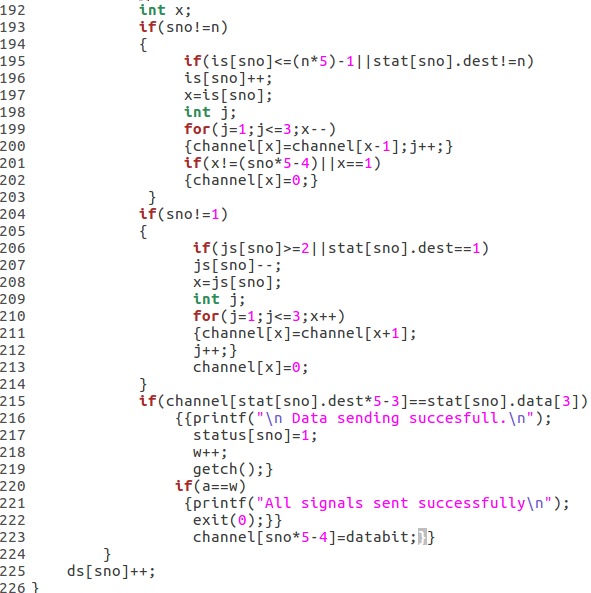 192 int x;
193 if(sno!=n)
194 {
195 if(is[sno]<=(n*5)-1||stat[sno].dest!=n)
196 is[sno]++;
197 x=is[sno];
198 int j;
199 for(j=1;j<=3;x--)
200 {channel[x]=channel[x-1];j++;}
201 if(x!=(sno*5-4)||x==1)
202 {channel[x]=0;}
203 }
204 if(sno!=1)
205 {
206 if(js[sno]>=2||stat[sno].dest==1)
207 js[sno]--;
208 x=js[sno];
209 int j;
210 for(j=1;j<=3;x++)
211 {channel[x]=channel[x+1];
212 j++;}
213 channel[x]=0;
214 }
215 if(channel[stat[sno].dest*5-3]==stat[sno].data[3])
216 {{printf("\n Data sending succesfull.\n");
217 status[sno]=1;
218 w++;
219 getch();}
220 if(a==w)
221 {printf("All signals sent successfully\n");
222 exit(0);}}
223 channel[sno*5-4]=databit;}}
224 }
225 ds[sno]++;
226 }